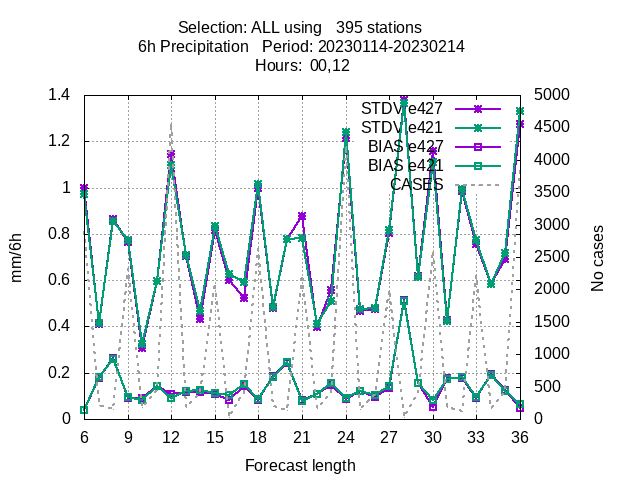 Selection: ALL using   395 stations
6h Precipitation   Period: 20230114-20230214
Hours:  00,12
STDV e427
STDV e421
BIAS e427
BIAS e421
CASES
1.4
1.2
1
0.8
0.6
0.4
0.2
0
5000
4500
4000
3500
3000
2500
2000
1500
1000
500
0
mm/6h
No cases
6 9 12 15 18 21 24 27 30 33 36
Forecast length